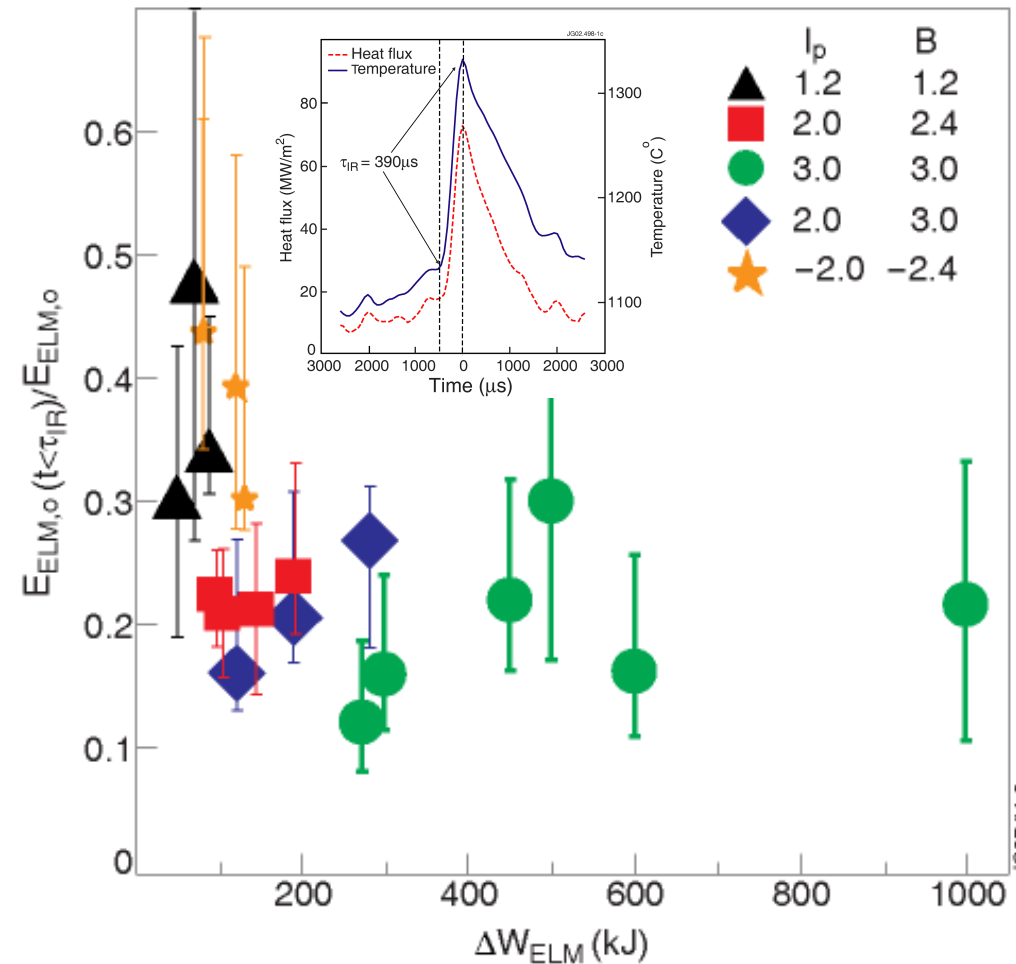 JG02.498-1c
Heat flux
Temperature
τIR = 390μs
Heat flux (MW/m²)
80
60
40
20
0
Temperature (C°)
1300
1200
1100
3000 2000 1000 0 1000 2000 3000
Time (μs)
Ip B
1.2 1.2
2.0 2.4
3.0 3.0
2.0 3.0
−2.0 −2.4
EELM,o (t<τIR)/EELM,o
0.6
0.5
0.4
0.3
0.2
0.1
0
200 400 600 800 1000
ΔWELM (kJ)